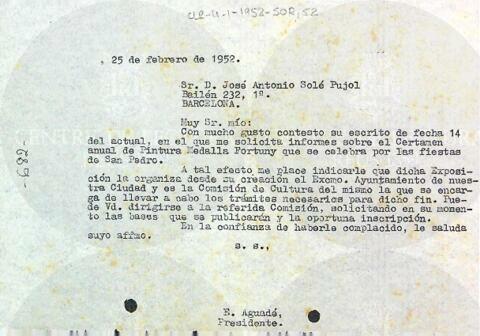 CLR-4-1-1952-SOR, 52
, 25 de febrero de 1952.
Sr. D. José Antonio Solé Pujol
Bailén 232, 1º.
BARCELONA.
Muy Sr. mío:
Con mucho gusto contesto su escrito de fecha 14
del actual, en el que me solicita informes sobre el Certamen
anual de Pintura Medalla Fortuny que se celebra por las fiestas
de San Pedro.
A tal efecto me place indicarle que dicha Exposi-
ción la organiza desde su creación el Excmo. Ayuntamiento de nues-
tra Ciudad y es la Comisión de Cultura del mismo la que se encar-
ga de llevar a cabo los trámites necesarios para dicho fin. Pue-
de Vd. dirigirse a la referida Comisión, solicitando en su momen-
to las bases que se publicarán y la oportuna inscripción.
En la confianza de haberle complacido, le saluda
suyo affmo.
s. s.,
E. Aguadé,
Presidente.
-682-